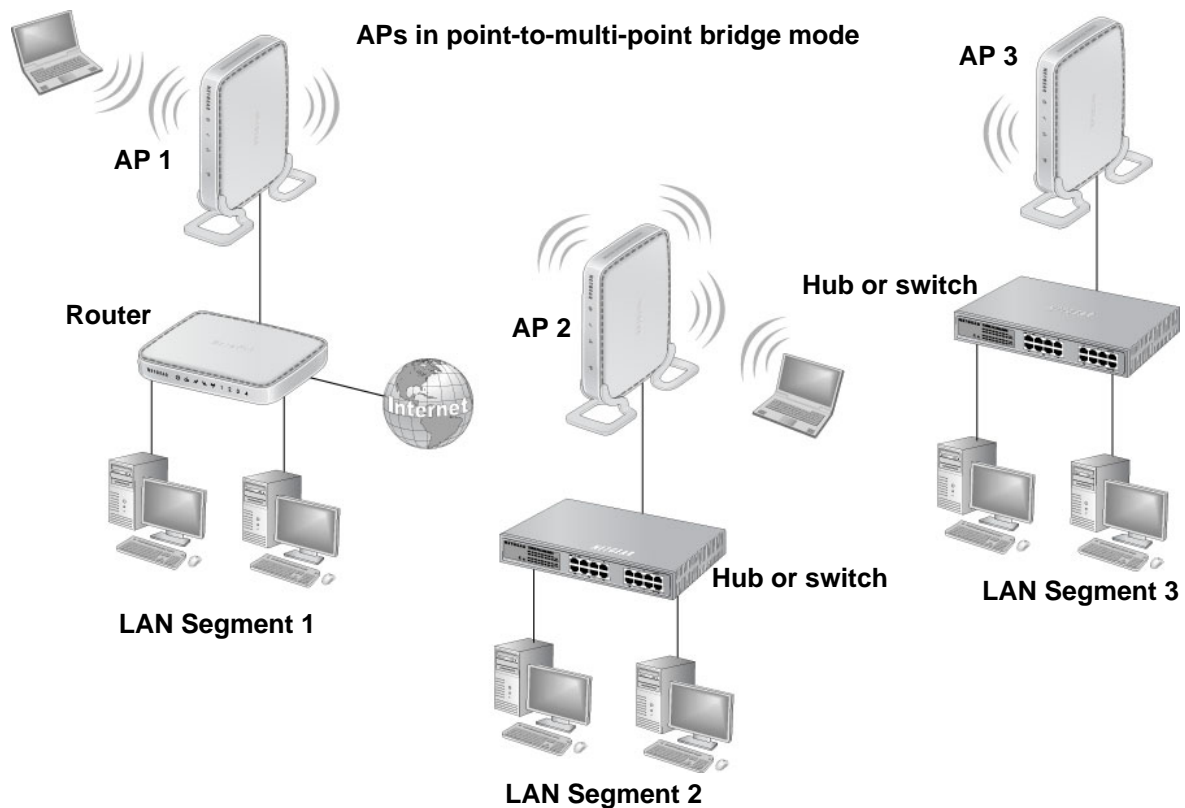 APs in point-to-multi-point bridge mode
AP 3
AP 1
Hub or switch
Router
AP 2
Internet
Hub or switch
LAN Segment 3
LAN Segment 1
LAN Segment 2